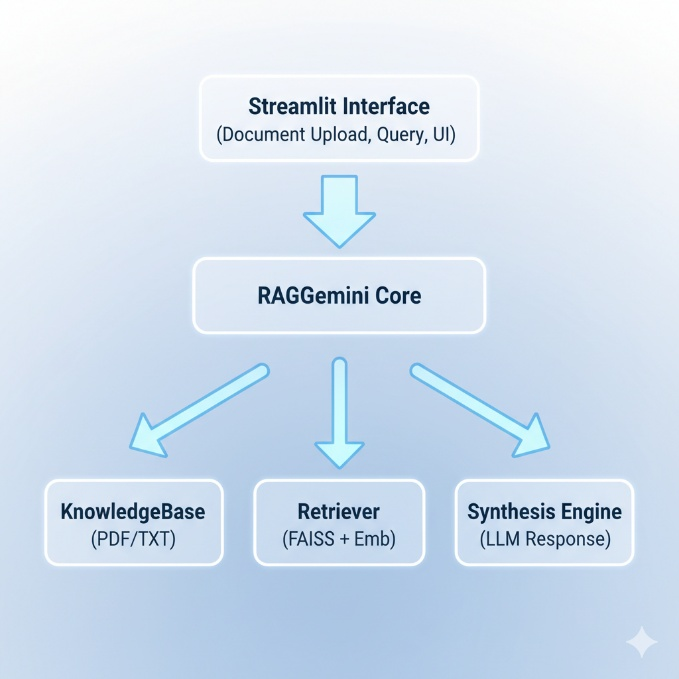 Streamlit Interface
(Document Upload, Query, UI)
RAGGemini Core
KnowledgeBase
(PDF/TXT)
Retriever
(FAISS + Emb)
Synthesis Engine
(LLM Response)